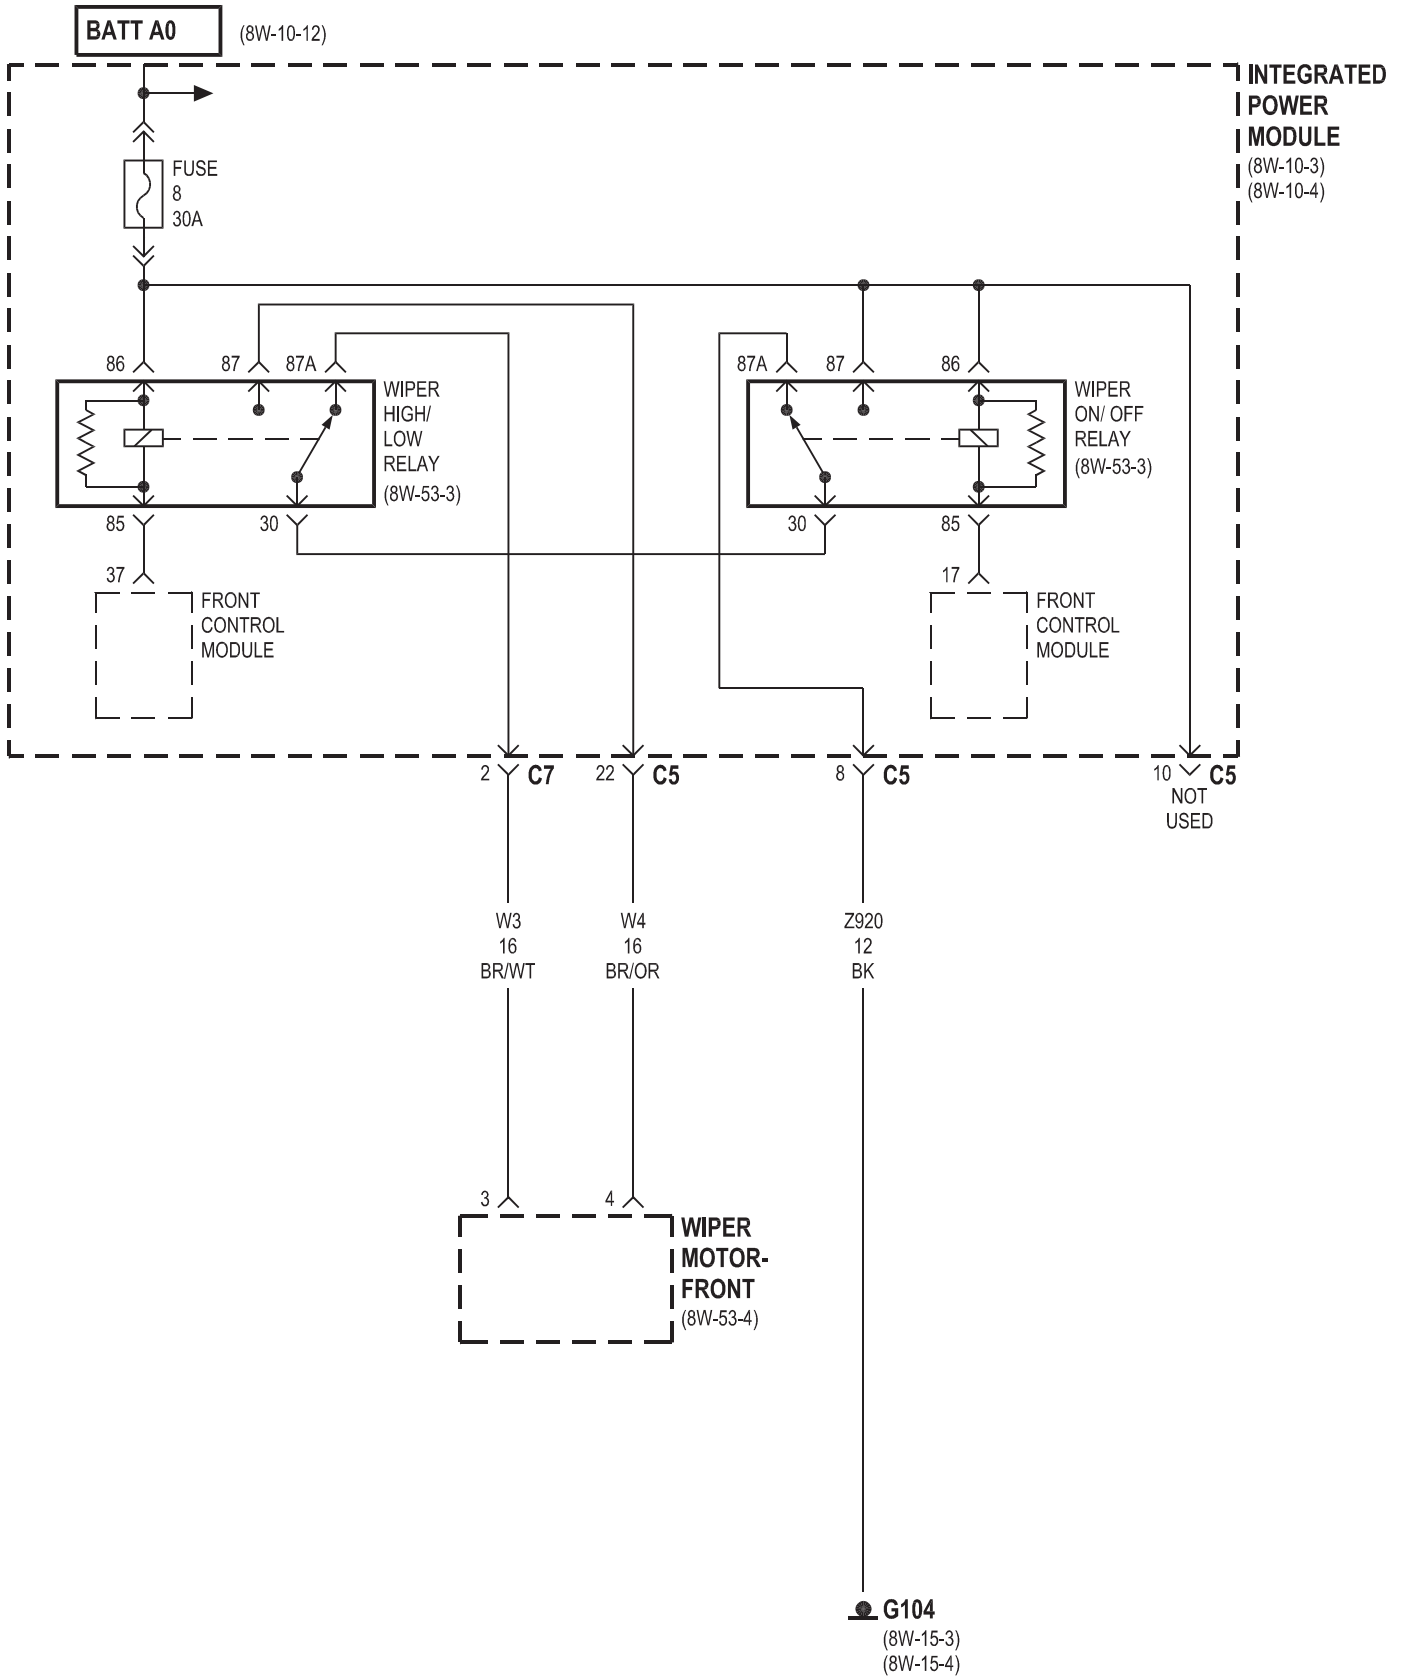 BATT A0
(8W-10-12)
INTEGRATED
POWER
MODULE
(8W-10-3)
(8W-10-4)
FUSE
8
30A
86
87
87A
WIPER
HIGH/
LOW
RELAY
(8W-53-3)
85
30
87A
87
86
WIPER
ON/ OFF
RELAY
(8W-53-3)
30
85
37
FRONT
CONTROL
MODULE
17
FRONT
CONTROL
MODULE
2
C7
22
C5
8
C5
10
C5
NOT
USED
W3
16
BR/WT
W4
16
BR/OR
Z920
12
BK
3
4
WIPER
MOTOR-
FRONT
(8W-53-4)
G104
(8W-15-3)
(8W-15-4)